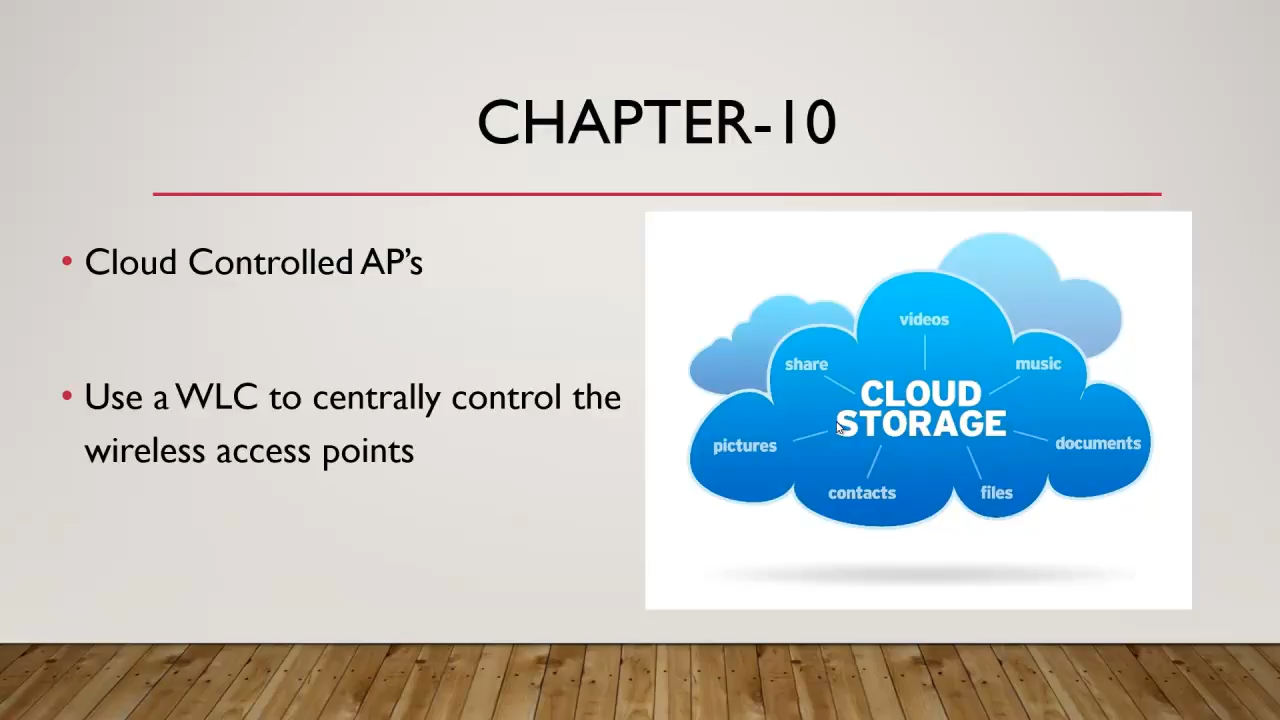 CHAPTER-10
• Cloud Controlled AP's
• Use a WLC to centrally control the
wireless access points
videos
share
music
CLOUD
STORAGE
pictures
documents
contacts
files